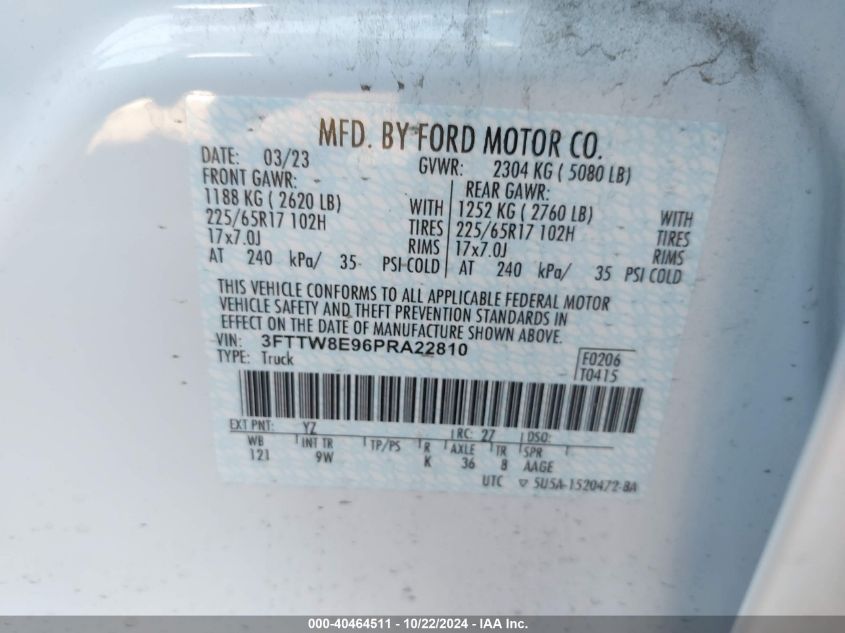 MFD. BY FORD MOTOR CO.
DATE: 03/23 GVWR: 2304 KG ( 5080 LB)
FRONT GAWR: REAR GAWR:
1188 KG ( 2620 LB) WITH 1252 KG ( 2760 LB) WITH
225/65R17 102H TIRES 225/65R17 102H TIRES
17x7.0J RIMS 17x7.0J RIMS
AT 240 kPa/ 35 PSI COLD AT 240 kPa/ 35 PSI COLD
THIS VEHICLE CONFORMS TO ALL APPLICABLE FEDERAL MOTOR
VEHICLE SAFETY AND THEFT PREVENTION STANDARDS IN
EFFECT ON THE DATE OF MANUFACTURE SHOWN ABOVE.
VIN: 3FTTW8E96PRA22810
TYPE: Truck F0206
T0415
EXT PNT: YZ RC: 27 DSO:
WB INT TR TP/PS R AXLE TR SPR
121 9W K 36 8 AAGE
UTC ▽ 5U5A-1520472-BA
000-40464511 - 10/22/2024 - IAA Inc.